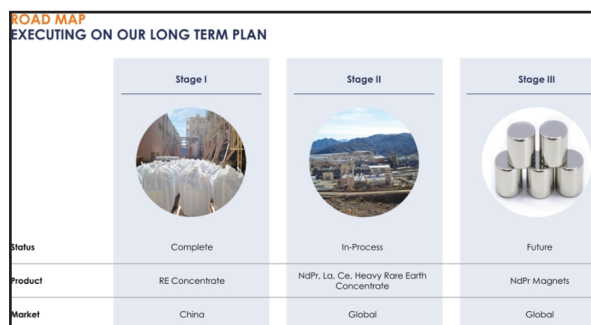 ROAD MAP
EXECUTING ON OUR LONG TERM PLAN
Stage I
Stage II
Stage III
Status
Complete
In-Process
Future
Product
RE Concentrate
NdPr, La, Ce, Heavy Rare Earth
Concentrate
NdPr Magnets
Market
China
Global
Global